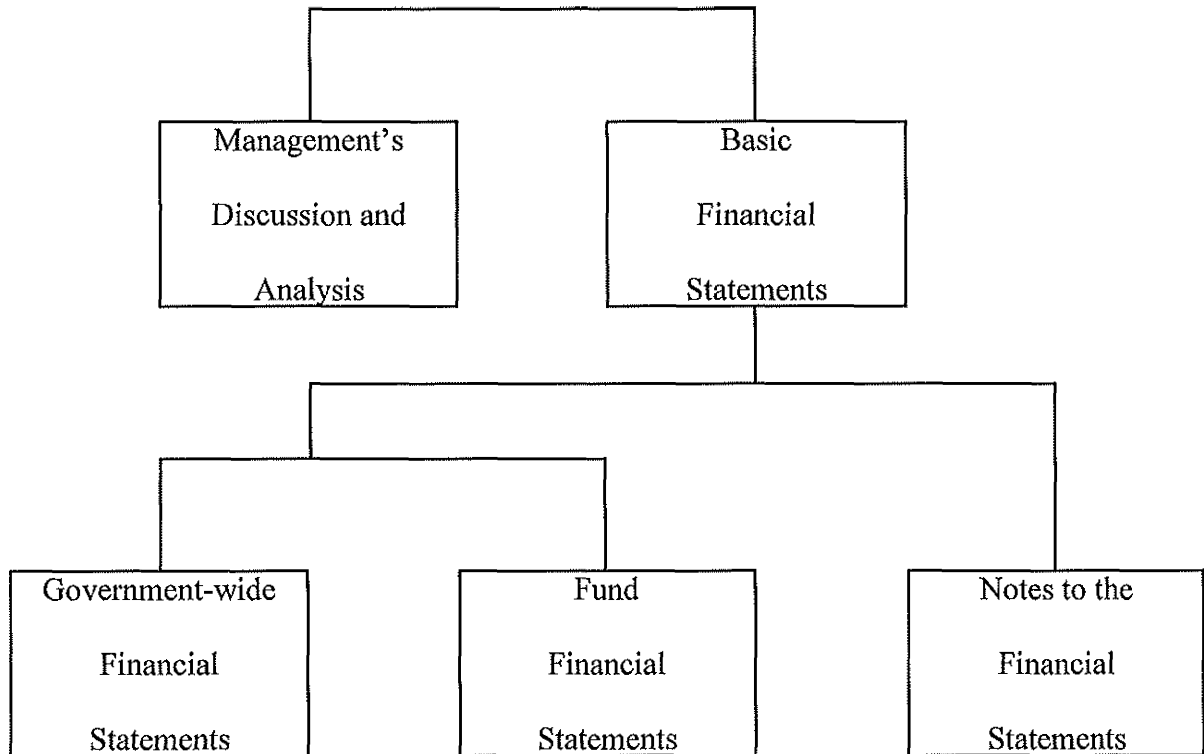 Management’s
Discussion and
Analysis
Basic
Financial
Statements
Government-wide
Financial
Statements
Fund
Financial
Statements
Notes to the
Financial
Statements